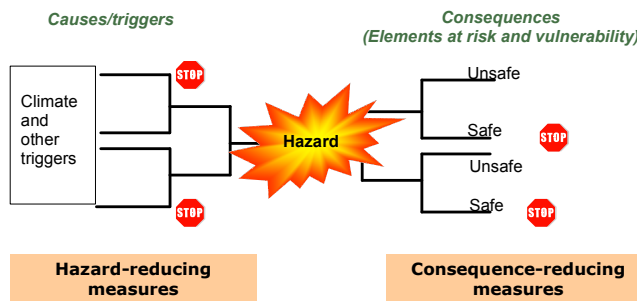 Causes/triggers
Consequences
(Elements at risk and vulnerability)
STOP
Climate
and
other
triggers
Hazard
Unsafe
Safe
STOP
Unsafe
Safe
STOP
STOP
Hazard-reducing
measures
Consequence-reducing
measures